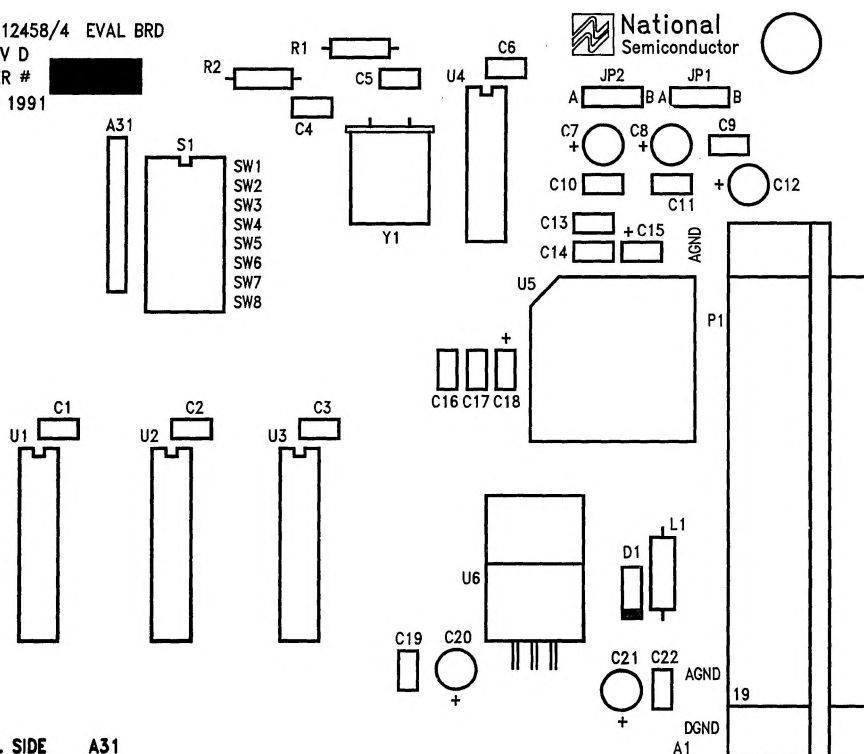 12458/4 EVAL BRD
V D
R #
1991
National
Semiconductor
R1
C6
R2
C5
U4
JP2 JP1
A B A B
C4
A31
S1
C7 + C8 + C9
SW1
SW2
SW3
SW4
SW5
SW6
SW7
SW8
C10 C11 + C12
Y1
C13
C14 + C15 AGND
U5
P1
+
C16 C17 C18
C1 C2 C3
U1 U2 U3
L1
D1
U6
C19 C20
+
C21 C22
+
AGND
19
DGND
A1
SIDE A31